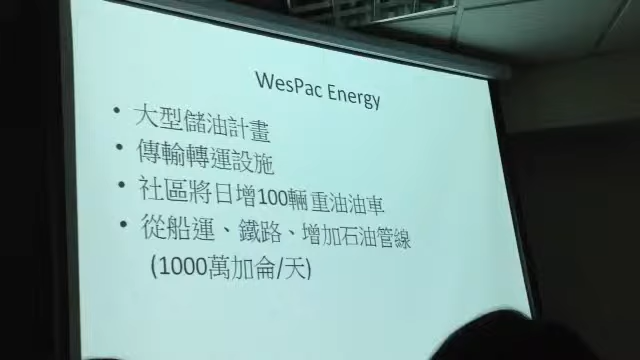 WesPac Energy
• 大型儲油計畫
• 傳輸轉運設施
• 社區將日增100輛重油油車
• 從船運、鐵路、增加石油管線
(1000萬加侖/天)